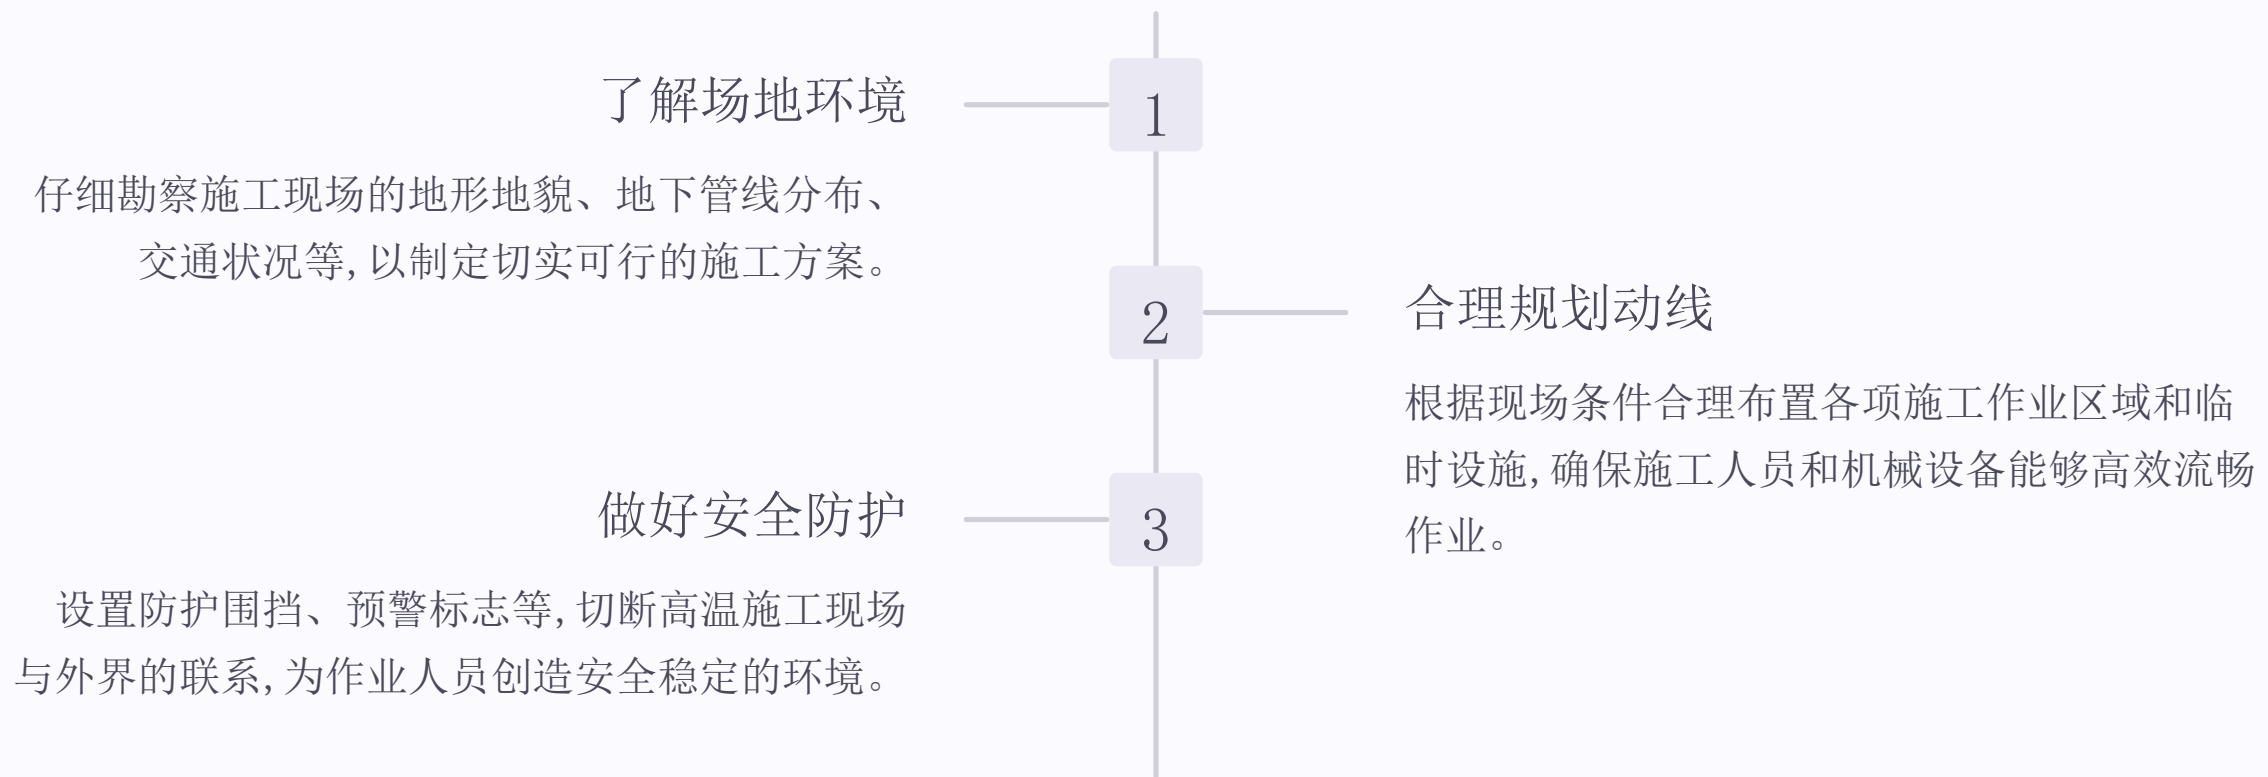 1
了解场地环境
仔细勘察施工现场的地形地貌、地下管线分布、
交通状况等,以制定切实可行的施工方案。
2
合理规划动线
根据现场条件合理布置各项施工作业区域和临
时设施,确保施工人员和机械设备能够高效流畅
作业。
3
做好安全防护
设置防护围挡、预警标志等,切断高温施工现场
与外界的联系,为作业人员创造安全稳定的环境。